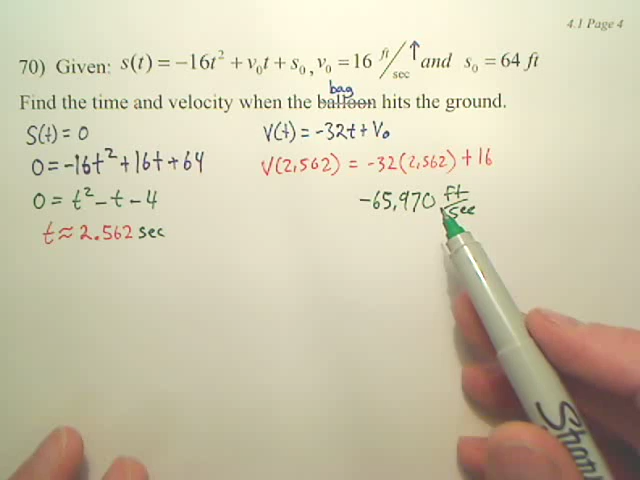 4.1 Page 4
70) Given: s(t) = −16t² + v₀t + s₀, v₀ = 16 ft/sec ↑ and s₀ = 64 ft
bag
Find the time and velocity when the balloon hits the ground.
S(t) = 0
0 = -16t² + 16t + 64
0 = t² - t - 4
t ≈ 2.562 sec
V(t) = -32t + V₀
V(2,562) = -32(2,562) + 16
-65,970 ft/sec
Shar